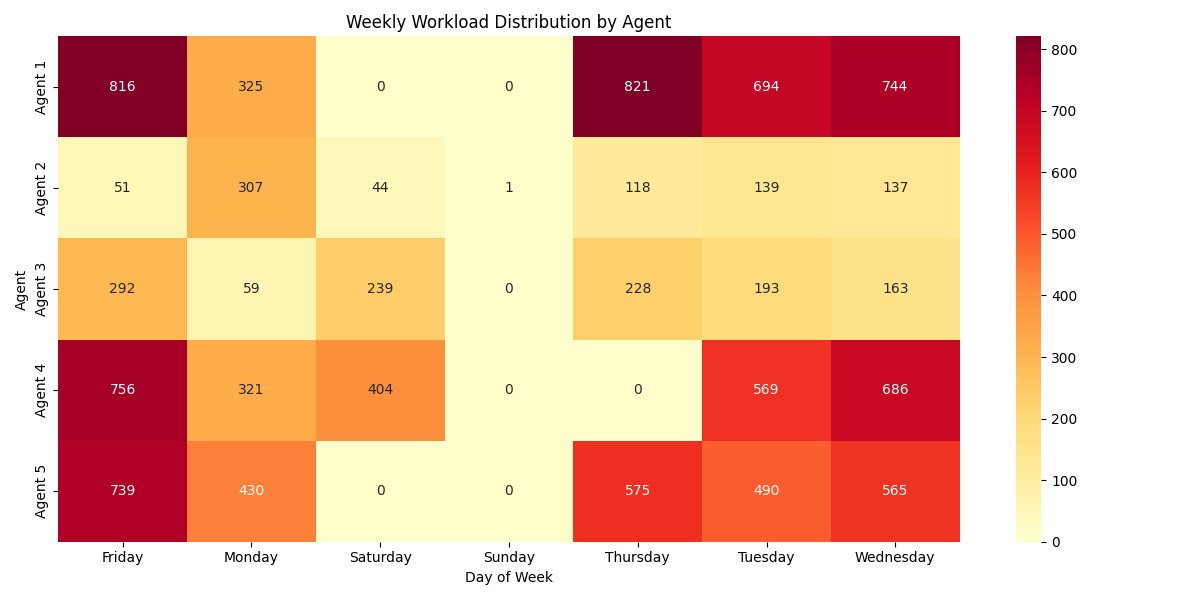 Weekly Workload Distribution by Agent
Agent
Agent 1 816 325 0 0 821 694 744
Agent 2 51 307 44 1 118 139 137
Agent 3 292 59 239 0 228 193 163
Agent 4 756 321 404 0 0 569 686
Agent 5 739 430 0 0 575 490 565
Friday Monday Saturday Sunday Thursday Tuesday Wednesday
Day of Week
800
700
600
500
400
300
200
100
0